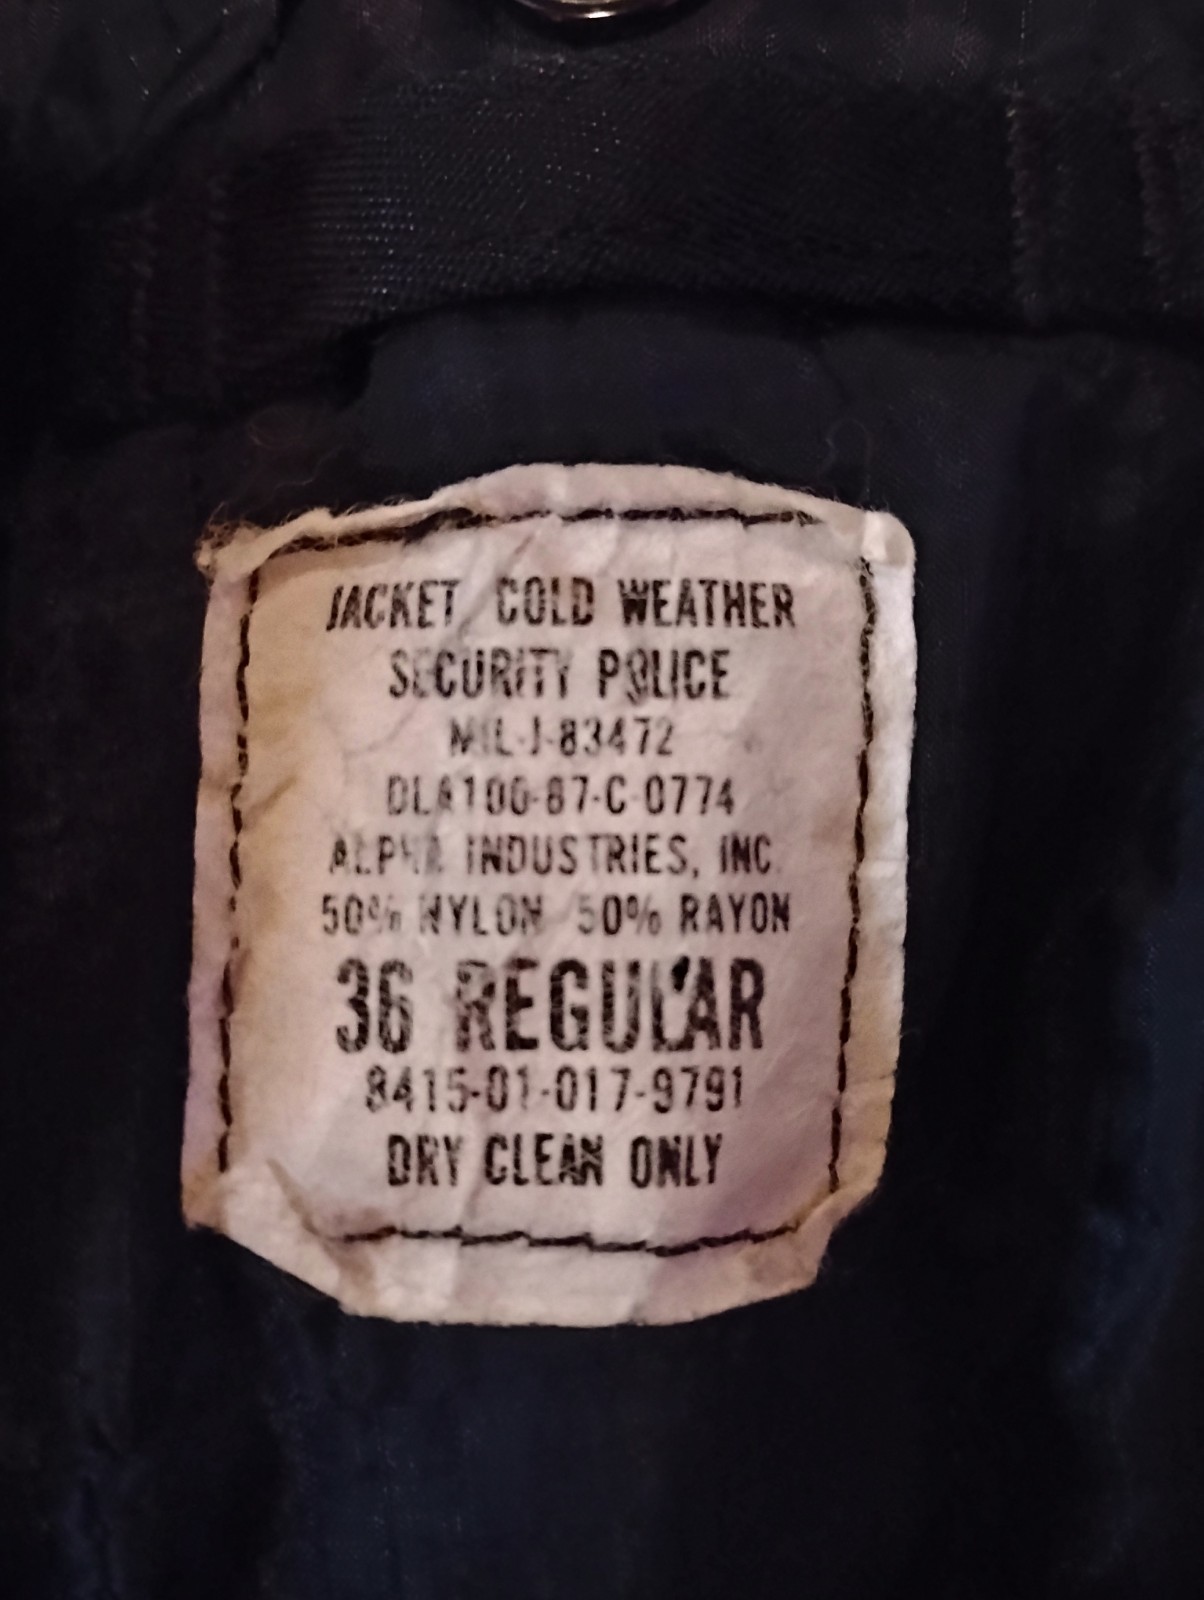 JACKET COLD WEATHER
SECURITY POLICE
MIL-J-83472
DLA100-87-C-0774
ALPHA INDUSTRIES, INC.
50% NYLON 50% RAYON
36 REGULAR
8415-01-017-9791
DRY CLEAN ONLY